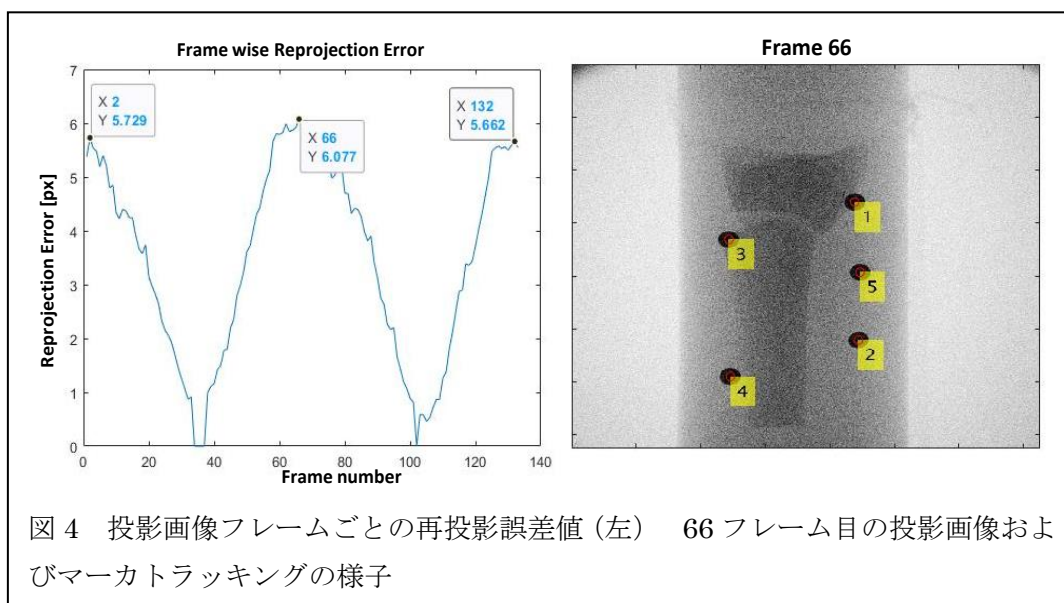 Frame wise Reprojection Error
Reprojection Error [px]
7
6
5
4
3
2
1
0
X 2
Y 5.729
X 66
Y 6.077
X 132
Y 5.662
0
20
40
60
80
100
120
140
Frame number
Frame 66
1
3
5
2
4
図 4 投影画像フレームごとの再投影誤差値（左） 66 フレーム目の投影画像およ
びマーカトラッキングの様子